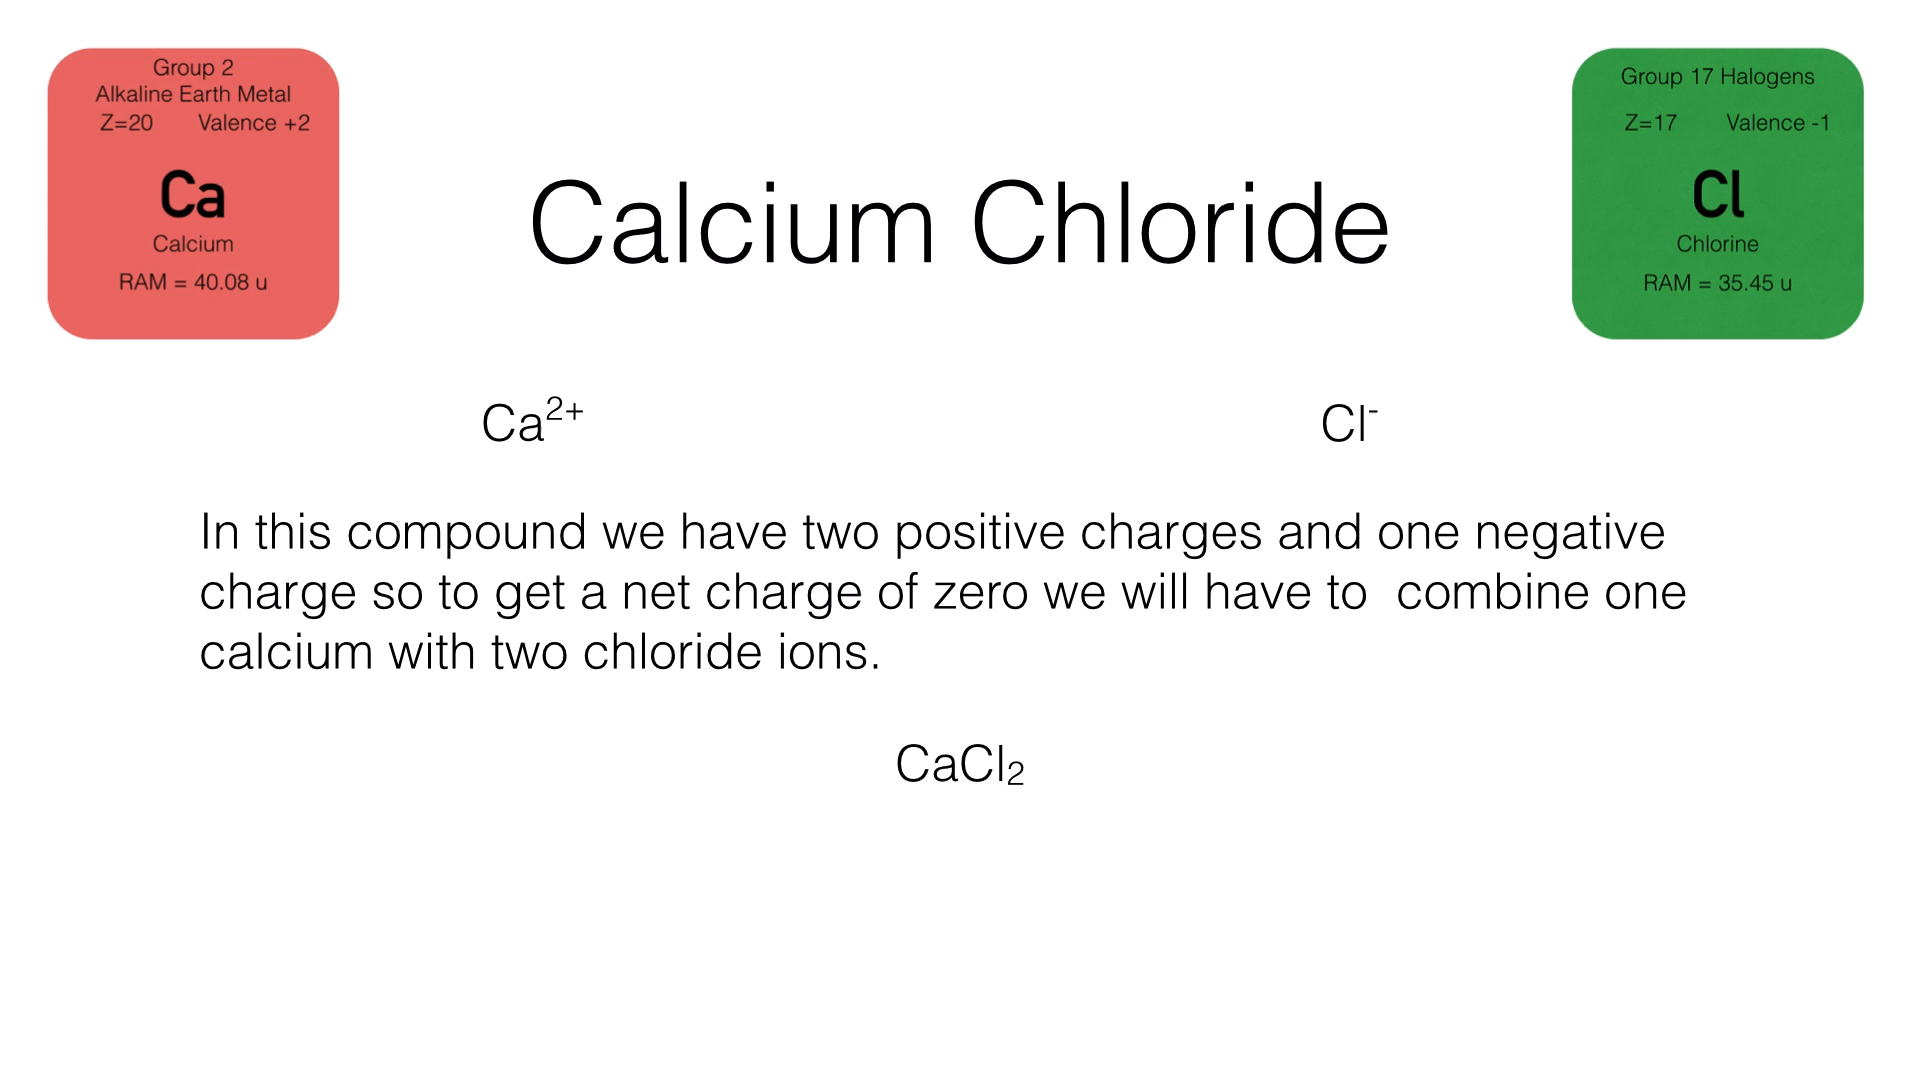 Group 2
Alkaline Earth Metal
Z=20 Valence +2
Ca
Calcium
RAM = 40.08 u
Calcium Chloride
Group 17 Halogens
Z=17 Valence -1
Cl
Chlorine
RAM = 35.45 u
Ca²⁺ Cl⁻
In this compound we have two positive charges and one negative
charge so to get a net charge of zero we will have to  combine one
calcium with two chloride ions.
CaCl₂